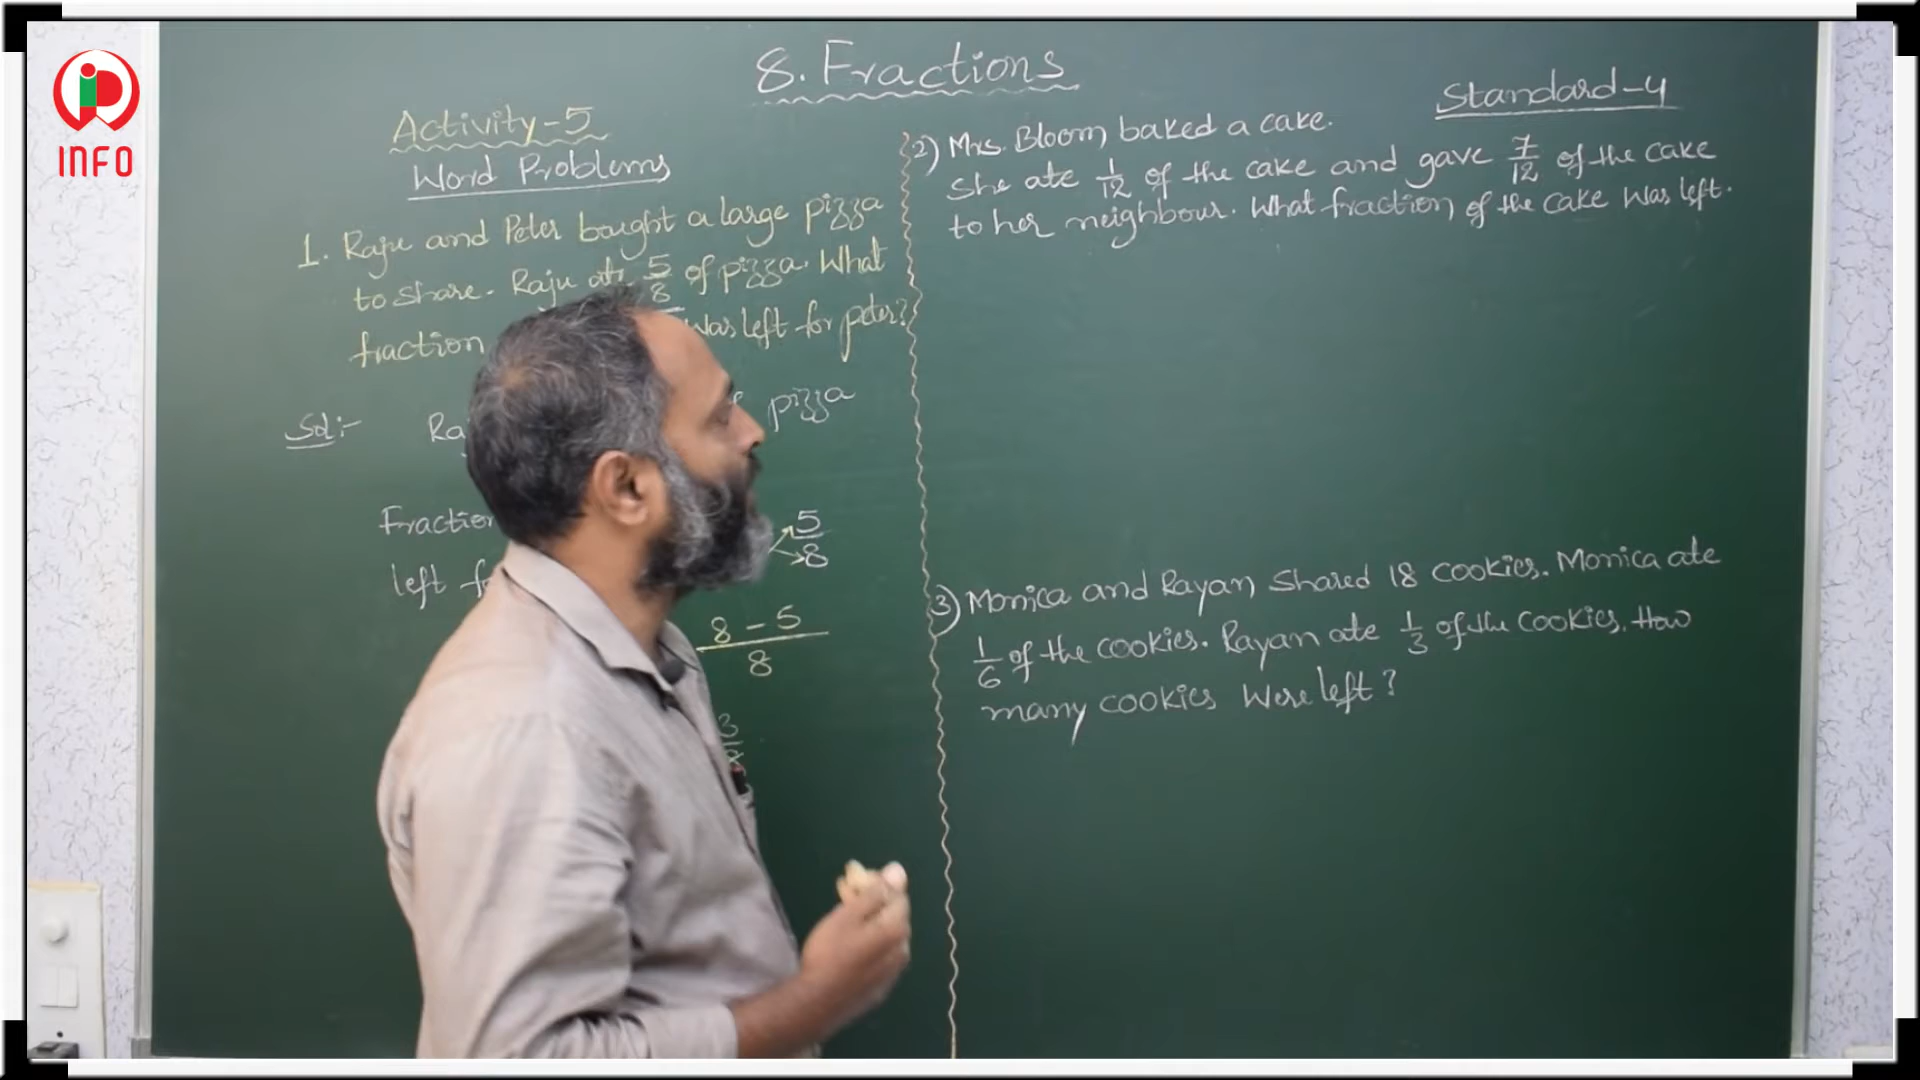 INFO
8. Fractions
Standard-4
Activity-5
Word Problems
1. Raju and Peter bought a large pizza
to share. Raju ate 5/8 of pizza. What
fraction was left for peter?
Sol:- Ra pizza
Fraction 5/8
left
8 - 5
8
3
2) Mrs. Bloom baked a cake.
She ate 1/12 of the cake and gave 7/12 of the cake
to her neighbour. What fraction of the cake was left.
3) Monica and Rayan Shared 18 cookies. Monica ate
1/6 of the cookies. Rayan ate 1/3 of the cookies. How
many cookies were left?